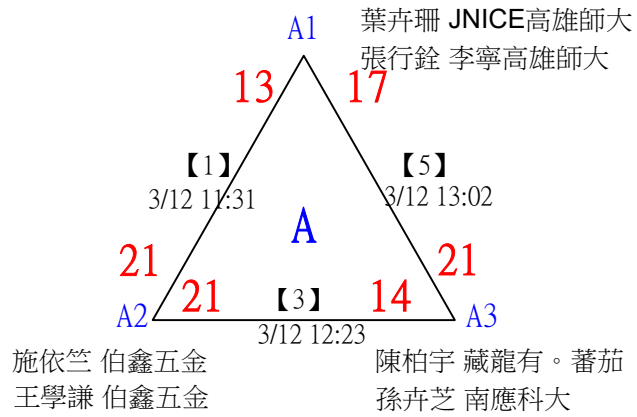 A1
葉卉珊 JNICE高雄師大
張行銓 李寧高雄師大
13
17
【1】
3/12 11:31
【5】
3/12 13:02
A
21
21
21
【3】
14
A2
3/12 12:23
A3
施依竺 伯鑫五金
王學謙 伯鑫五金
陳柏宇 藏龍有。蕃茄
孫卉芝 南應科大